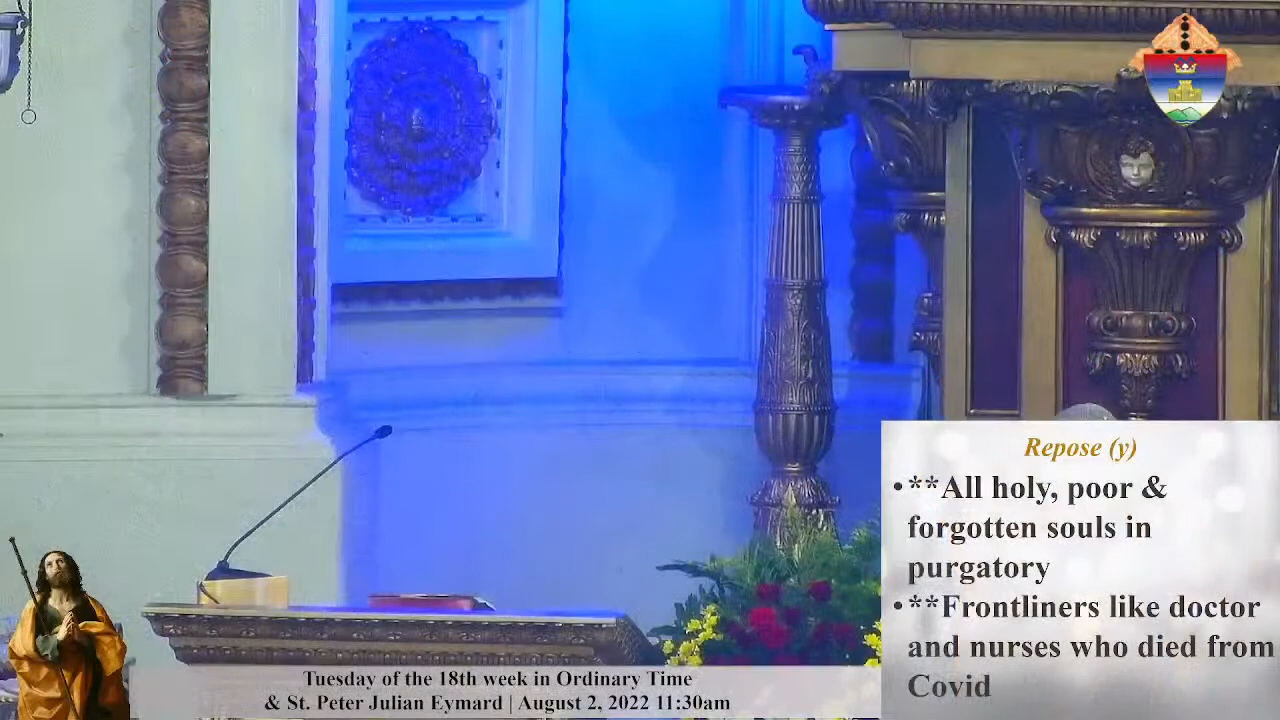 Repose (y)
•**All holy, poor &
forgotten souls in
purgatory
•**Frontliners like doctor
and nurses who died from
Covid
Tuesday of the 18th week in Ordinary Time
& St. Peter Julian Eymard | August 2, 2022 11:30am